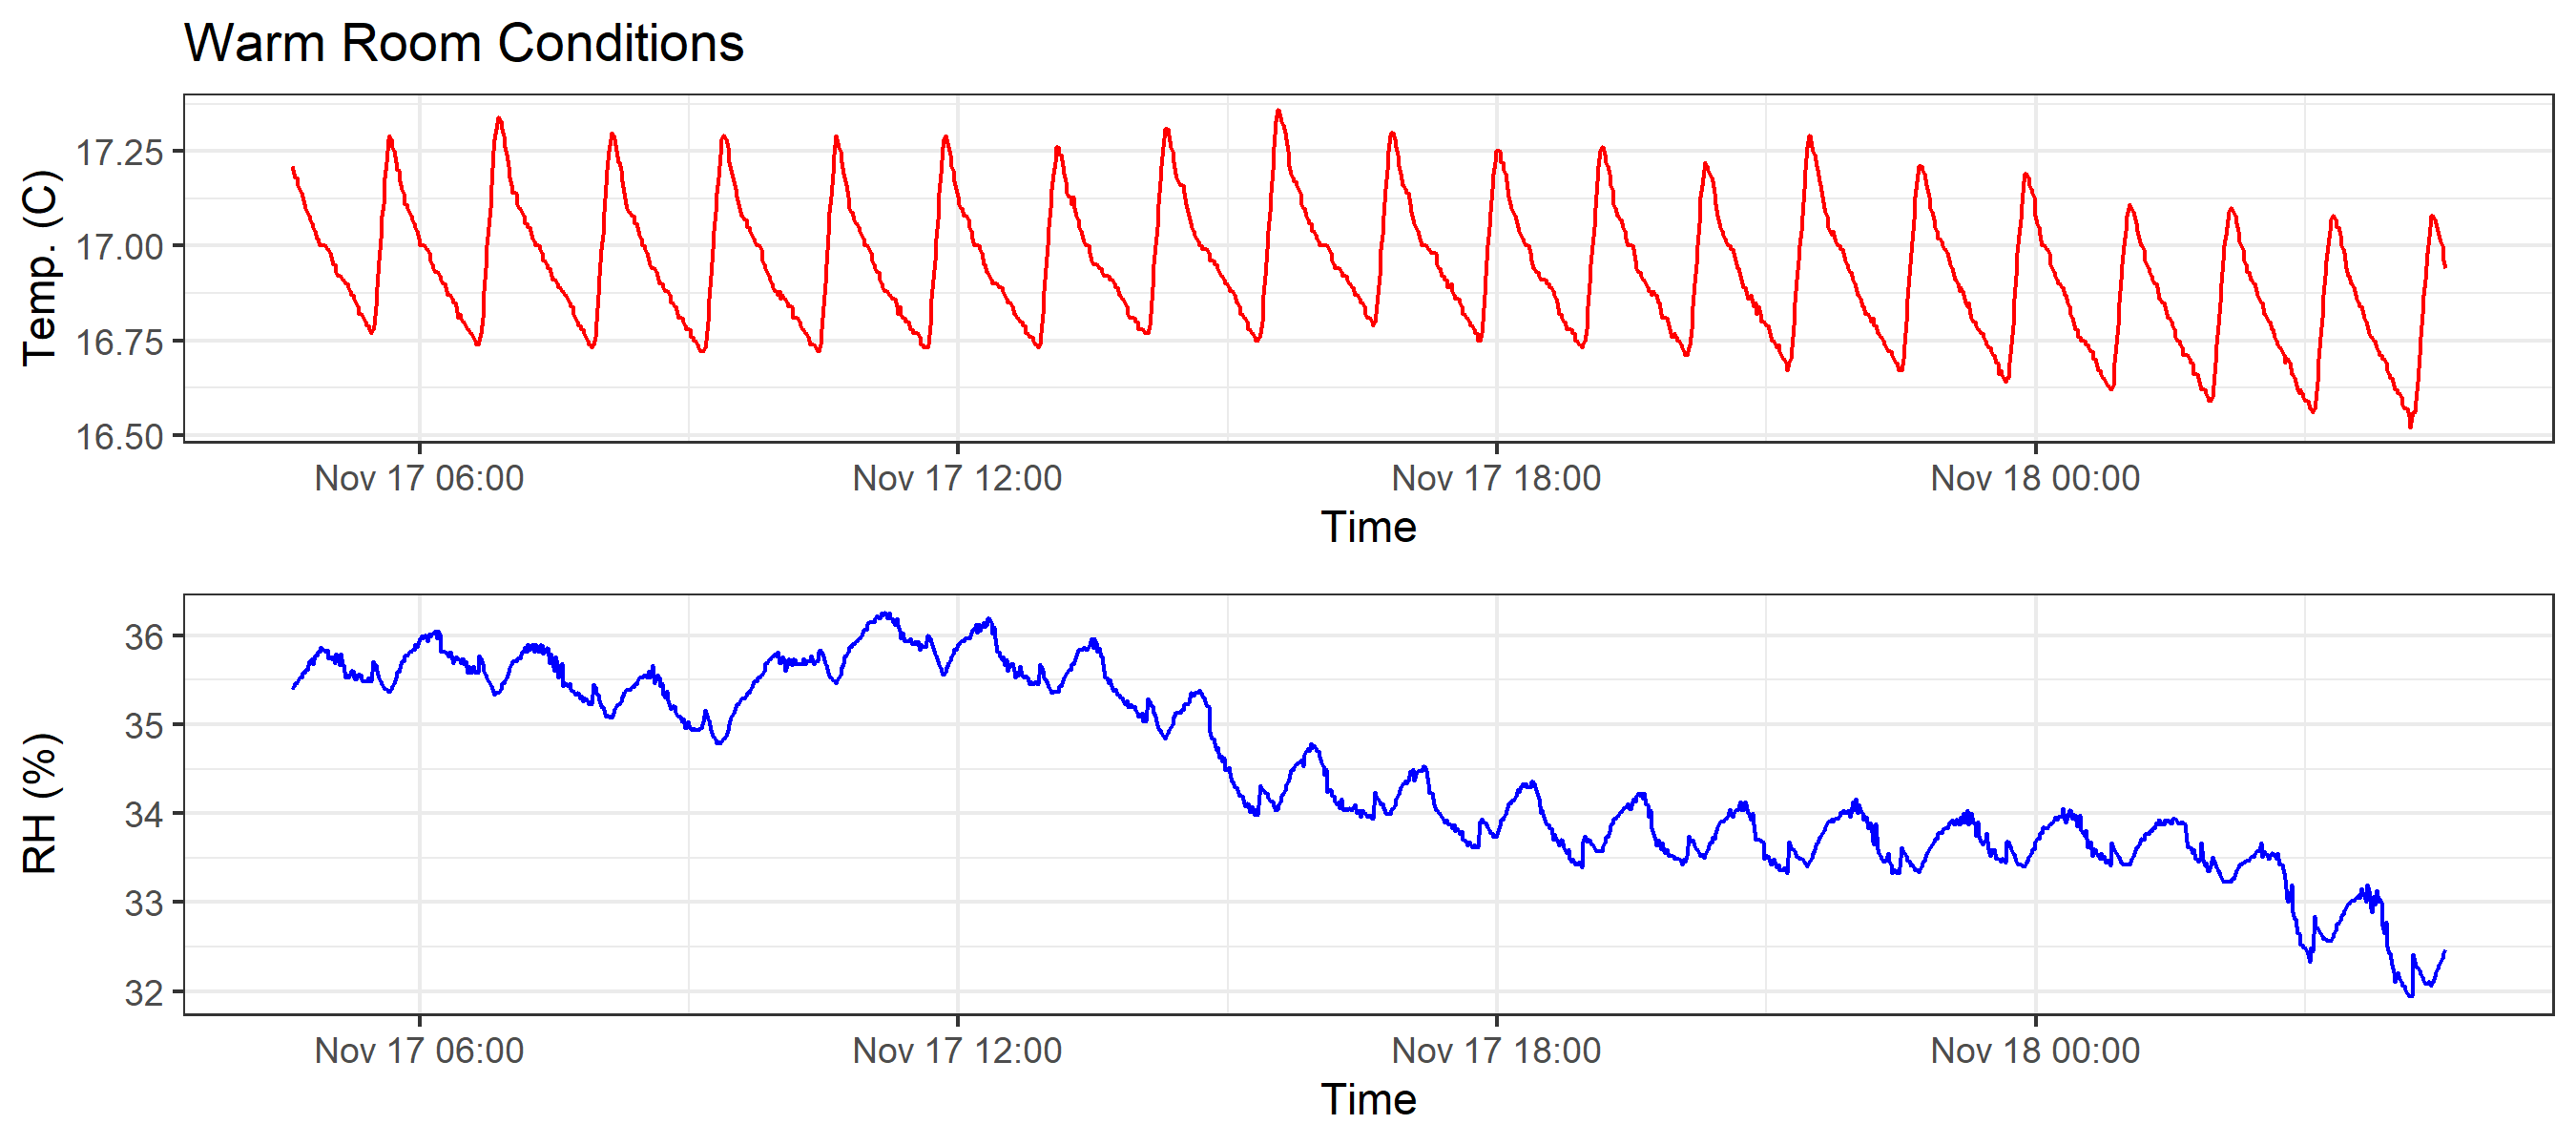 Warm Room Conditions
Temp. (C)
17.25
17.00
16.75
16.50
Nov 17 06:00 Nov 17 12:00 Nov 17 18:00 Nov 18 00:00
Time
RH (%)
36
35
34
33
32
Nov 17 06:00 Nov 17 12:00 Nov 17 18:00 Nov 18 00:00
Time